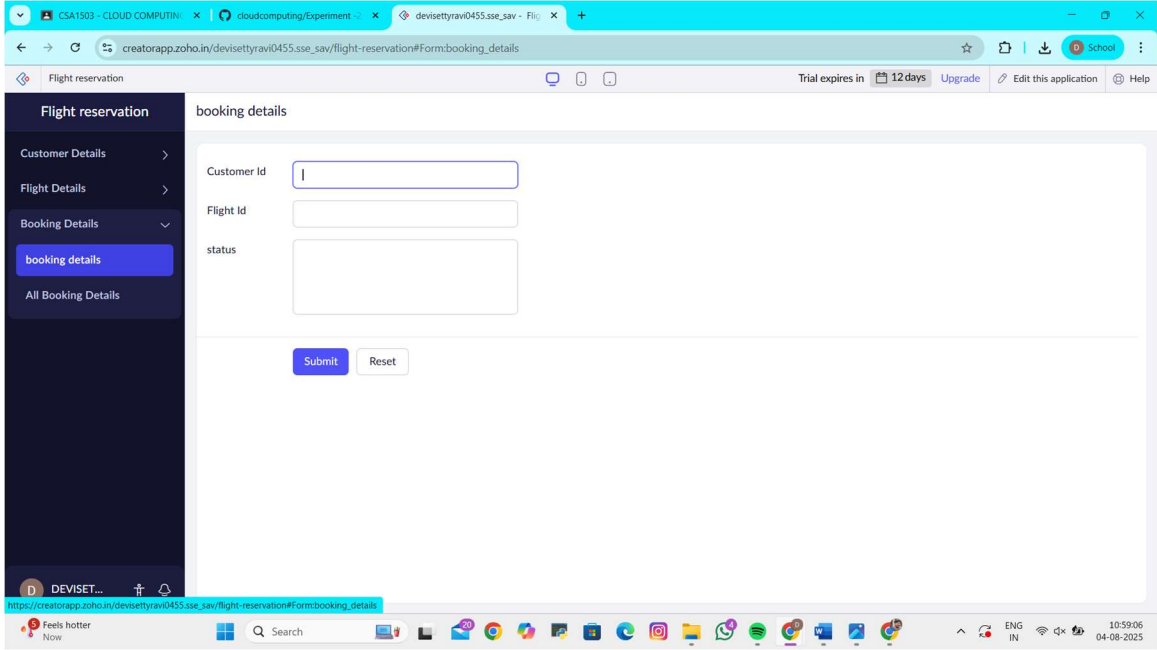 CSA1503 - CLOUD COMPUTING
cloudcomputing/Experiment -2
devisettyravi0455.sse_sav - Flig
creatorapp.zoho.in/devisettyravi0455.sse_sav/flight-reservation#Form:booking_details
D School
Flight reservation
Trial expires in 12 days Upgrade Edit this application Help
Flight reservation
booking details
Customer Details
Flight Details
Booking Details
booking details
All Booking Details
Customer Id
Flight Id
status
Submit Reset
D DEVISET...
https://creatorapp.zoho.in/devisettyravi0455.sse_sav/flight-reservation#Form:booking_details
9 Feels hotter
Now
Search
20
9
ENG
IN
10:59:06
04-08-2025